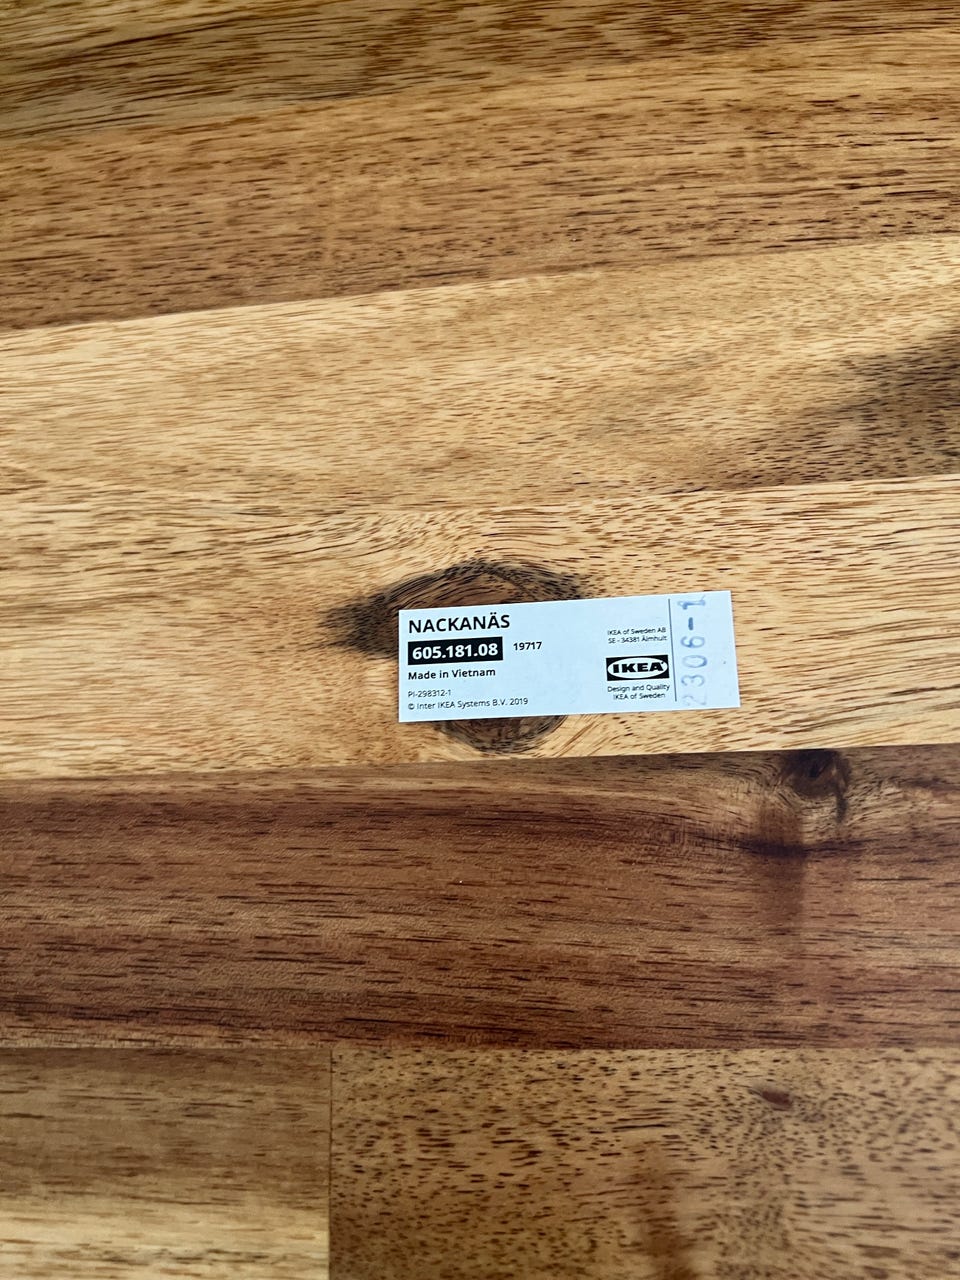 NACKANÄS
605.181.08 19717
Made in Vietnam
PI-298312-1
© Inter IKEA Systems B.V. 2019
IKEA of Sweden AB
SE - 34381 Älmhult
IKEA
Design and Quality
IKEA of Sweden
2306-1